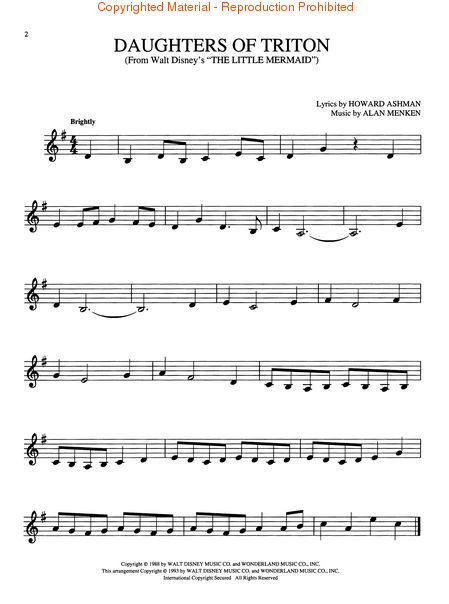 Copyrighted Material - Reproduction Prohibited
2
DAUGHTERS OF TRITON
(From Walt Disney's "THE LITTLE MERMAID")
Lyrics by HOWARD ASHMAN
Music by ALAN MENKEN
Brightly
4
4
Copyright © 1988 by WALT DISNEY MUSIC CO. and WONDERLAND MUSIC CO., INC.
This arrangement Copyright © 1993 by WALT DISNEY MUSIC CO. and WONDERLAND MUSIC CO., INC.
International Copyright Secured All Rights Reserved